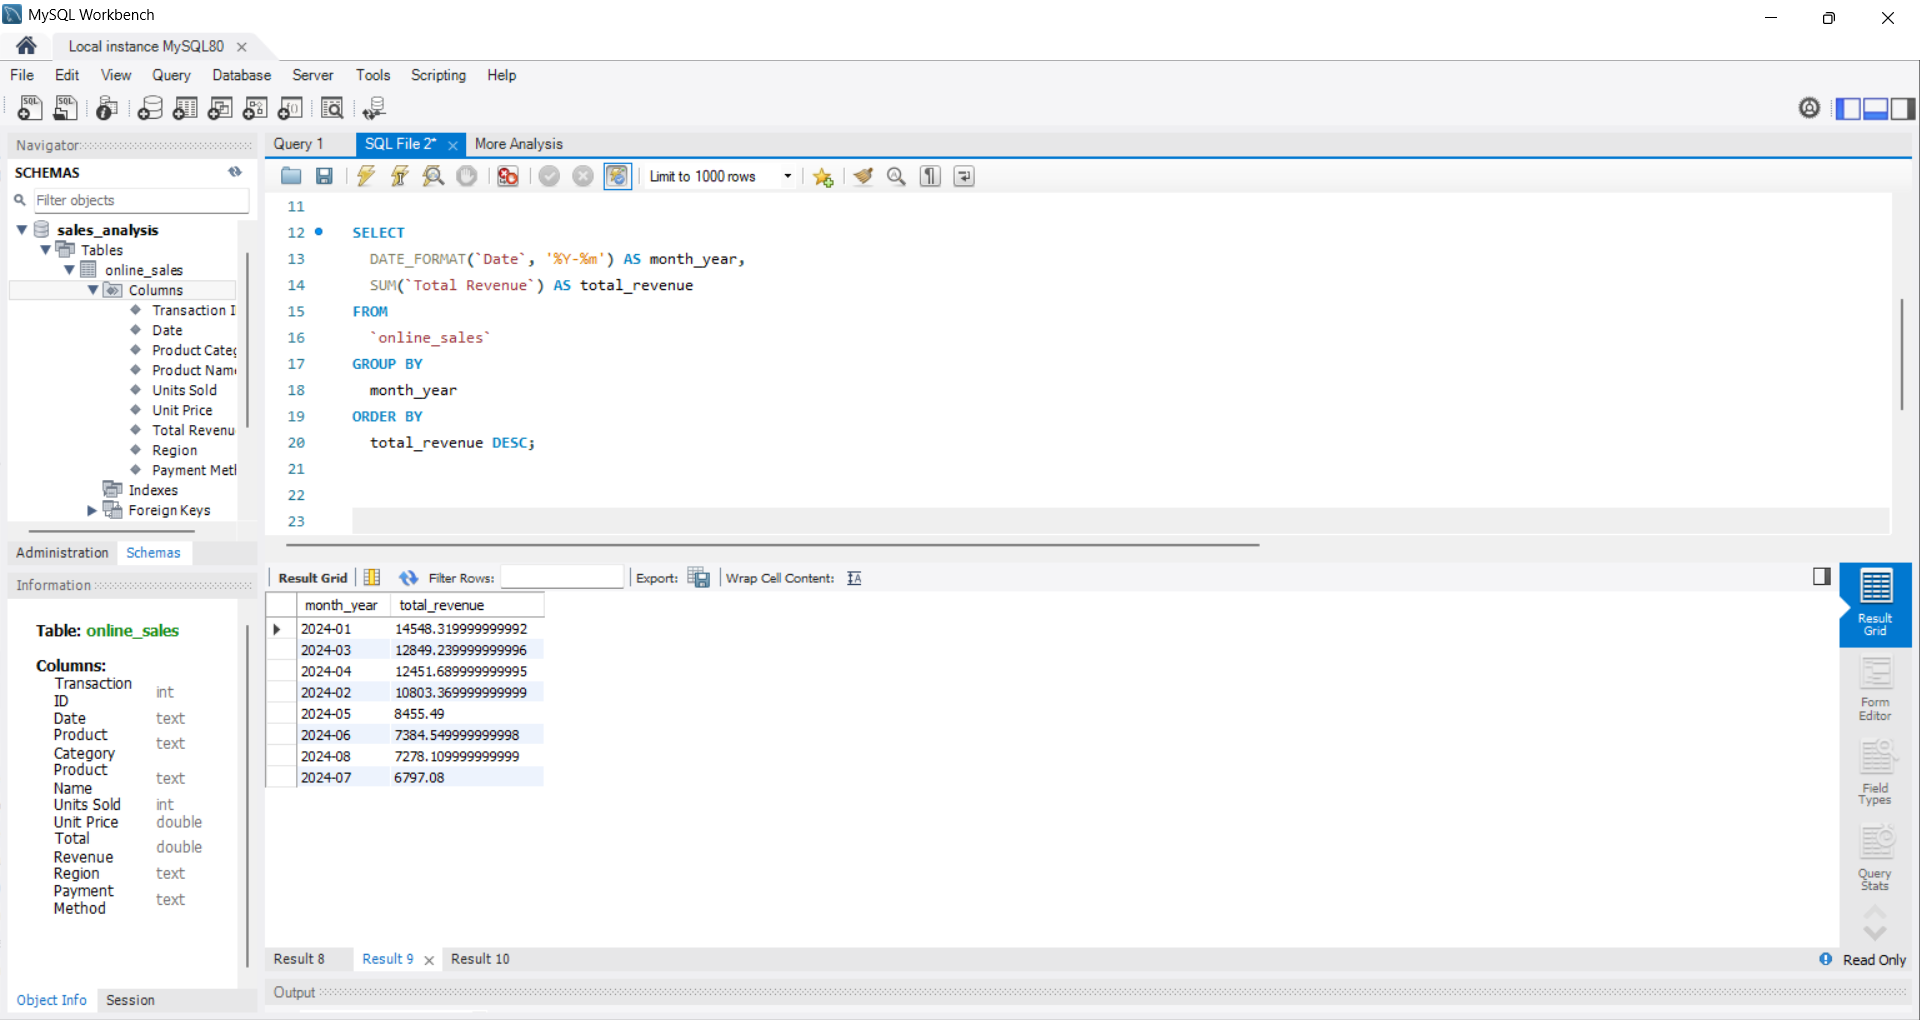 MySQL Workbench
Local instance MySQL80
File Edit View Query Database Server Tools Scripting Help
Navigator
SCHEMAS
Filter objects
sales_analysis
Tables
online_sales
Columns
Transaction I
Date
Product Categ
Product Nam
Units Sold
Unit Price
Total Revenu
Region
Payment Met
Indexes
Foreign Keys
Administration Schemas
Information
Table: online_sales
Columns:
Transaction ID int
Date text
Product Category text
Product Name text
Units Sold int
Unit Price double
Total Revenue double
Region text
Payment Method text
Object Info Session
Query 1 SQL File 2* More Analysis
Limit to 1000 rows
11
12 SELECT
13 DATE_FORMAT(`Date`, '%Y-%m') AS month_year,
14 SUM(`Total Revenue`) AS total_revenue
15 FROM
16 `online_sales`
17 GROUP BY
18 month_year
19 ORDER BY
20 total_revenue DESC;
21
22
23
Result Grid Filter Rows: Export: Wrap Cell Content:
month_year total_revenue
2024-01 14548.319999999992
2024-03 12849.239999999996
2024-04 12451.689999999995
2024-02 10803.369999999999
2024-05 8455.49
2024-06 7384.549999999998
2024-08 7278.109999999999
2024-07 6797.08
Result Grid
Form Editor
Field Types
Query Stats
Result 8 Result 9 Result 10
Read Only
Output